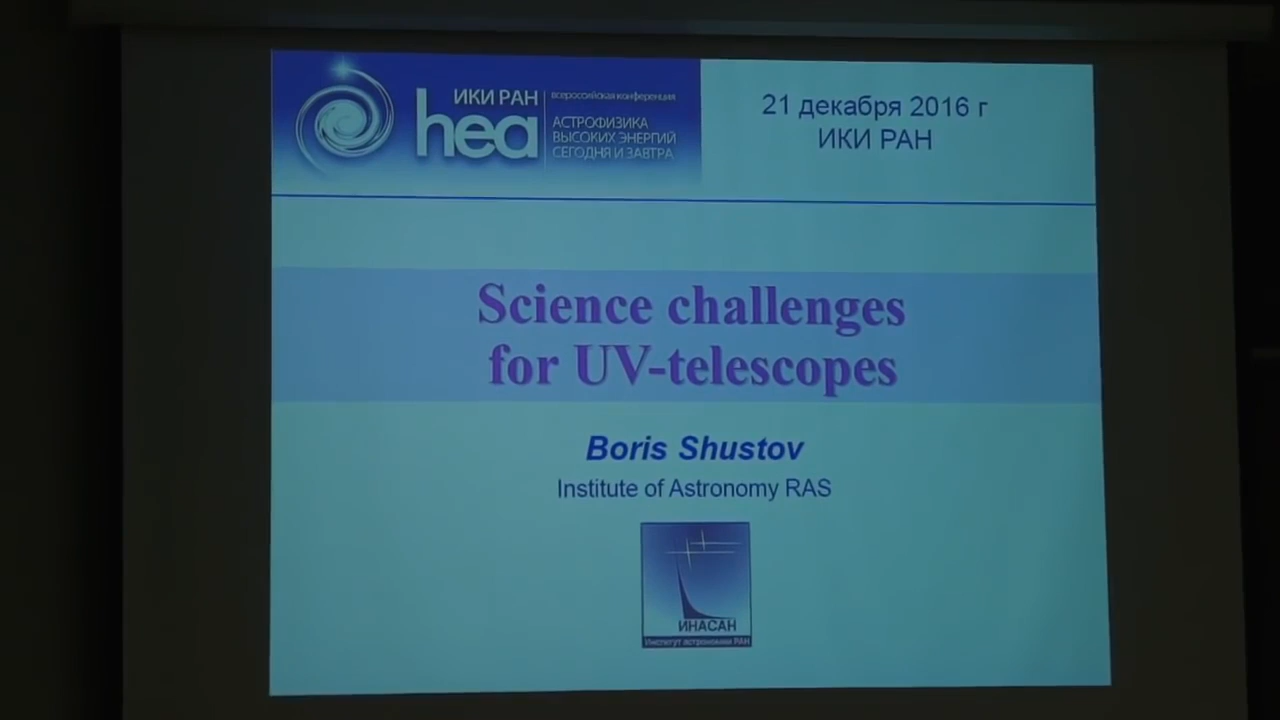 ИКИ РАН
hea
всероссийская конференция
АСТРОФИЗИКА
ВЫСОКИХ ЭНЕРГИЙ
СЕГОДНЯ И ЗАВТРА
21 декабря 2016 г
ИКИ РАН
Science challenges
for UV-telescopes
Boris Shustov
Institute of Astronomy RAS
ИНАСАН
Институт астрономии РАН